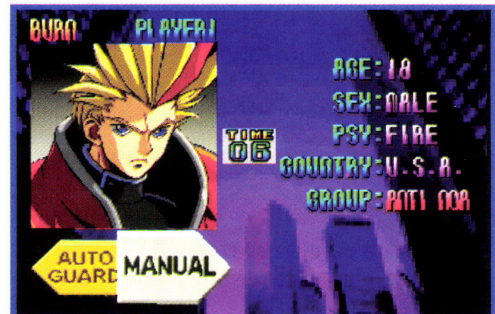 BURN PLAYER1
AGE:18
SEX:MALE
PSY:FIRE
COUNTRY:U.S.A.
GROUP:ANTI NOA
TIME
06
AUTO GUARD
MANUAL